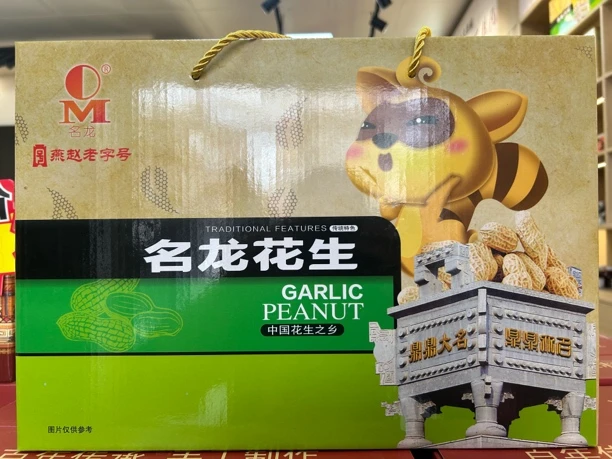 M®
名龙
燕赵老字号
TRADITIONAL FEATURES 传统特色
名龙花生
GARLIC
PEANUT
中国花生之乡
鼎鼎大名
图片仅供参考